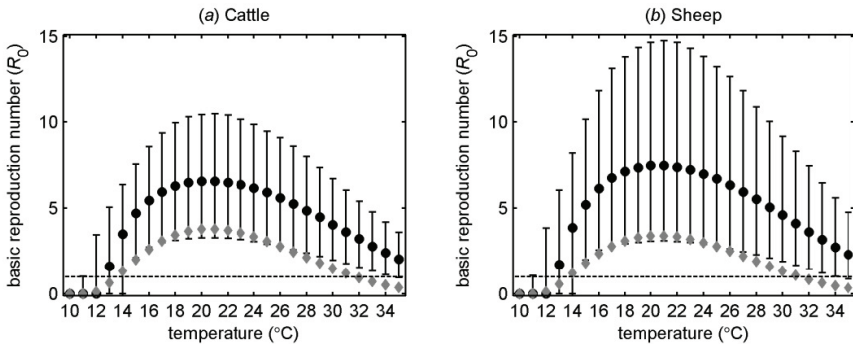 (a) Cattle
(b) Sheep
15
10
5
0
basic reproduction number (R0)
10 12 14 16 18 20 22 24 26 28 30 32 34
temperature (°C)
15
10
5
0
basic reproduction number (R0)
10 12 14 16 18 20 22 24 26 28 30 32 34
temperature (°C)